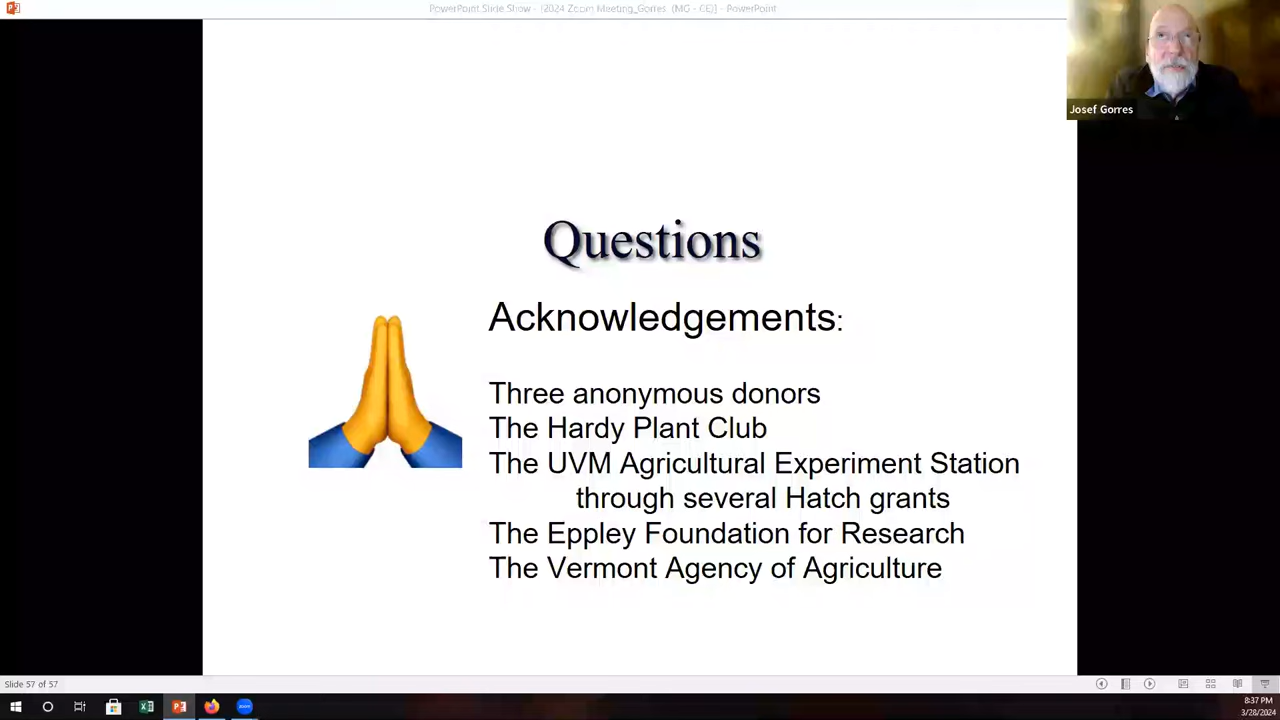 PowerPoint Slide Show - [2024 Zoom Meeting_Gorres (MG - CE)] - PowerPoint
Josef Gorres
Questions
Acknowledgements:
Three anonymous donors
The Hardy Plant Club
The UVM Agricultural Experiment Station
through several Hatch grants
The Eppley Foundation for Research
The Vermont Agency of Agriculture
Slide 57 of 57
zoom
8:37 PM
3/28/2024